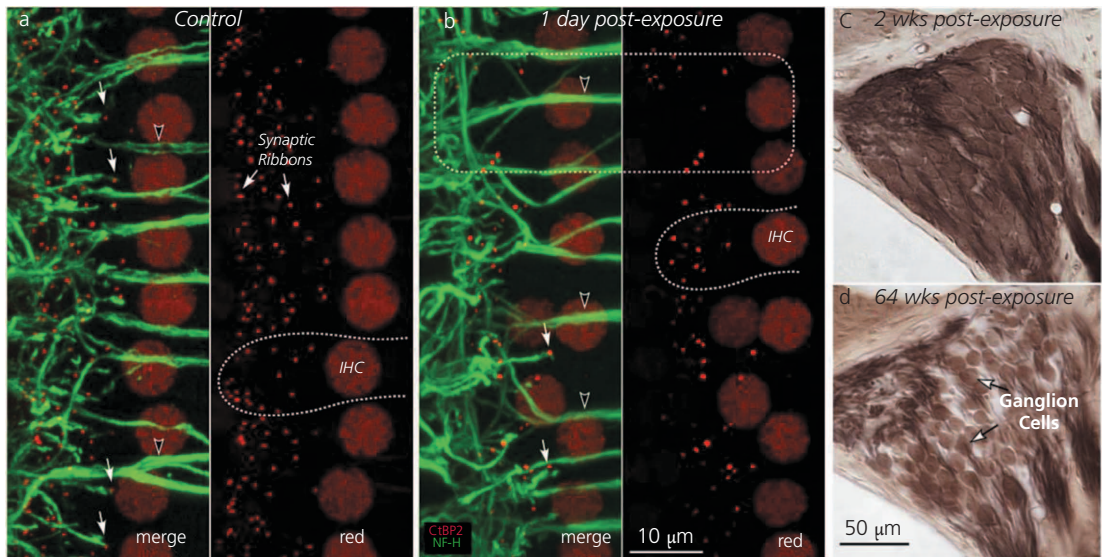 a
Control
Synaptic
Ribbons
IHC
merge
red
b
1 day post-exposure
IHC
CtBP2
NF-H
merge
10 µm
red
c
2 wks post-exposure
d
64 wks post-exposure
Ganglion
Cells
50 µm